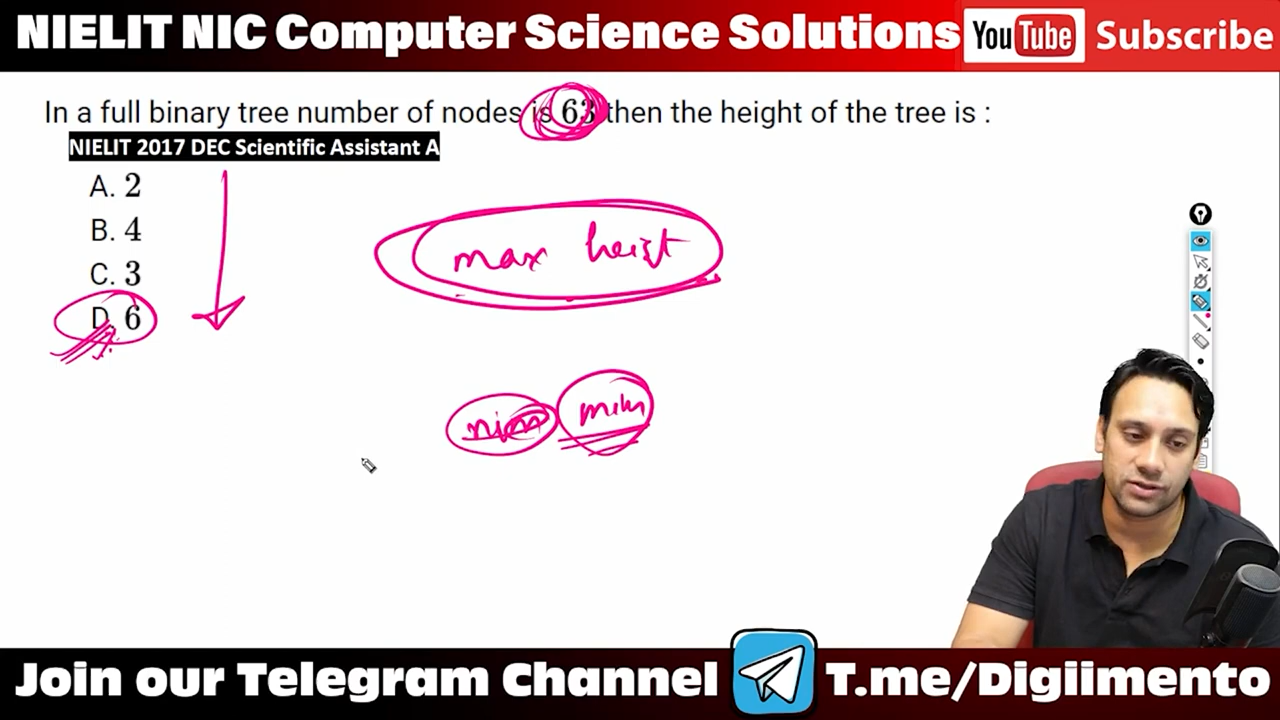 NIELIT NIC Computer Science Solutions YouTube Subscribe
In a full binary tree number of nodes is 63 then the height of the tree is :
NIELIT 2017 DEC Scientific Assistant A
A. 2
B. 4
C. 3
D. 6
max
Join our Telegram Channel T.me/Digiimento